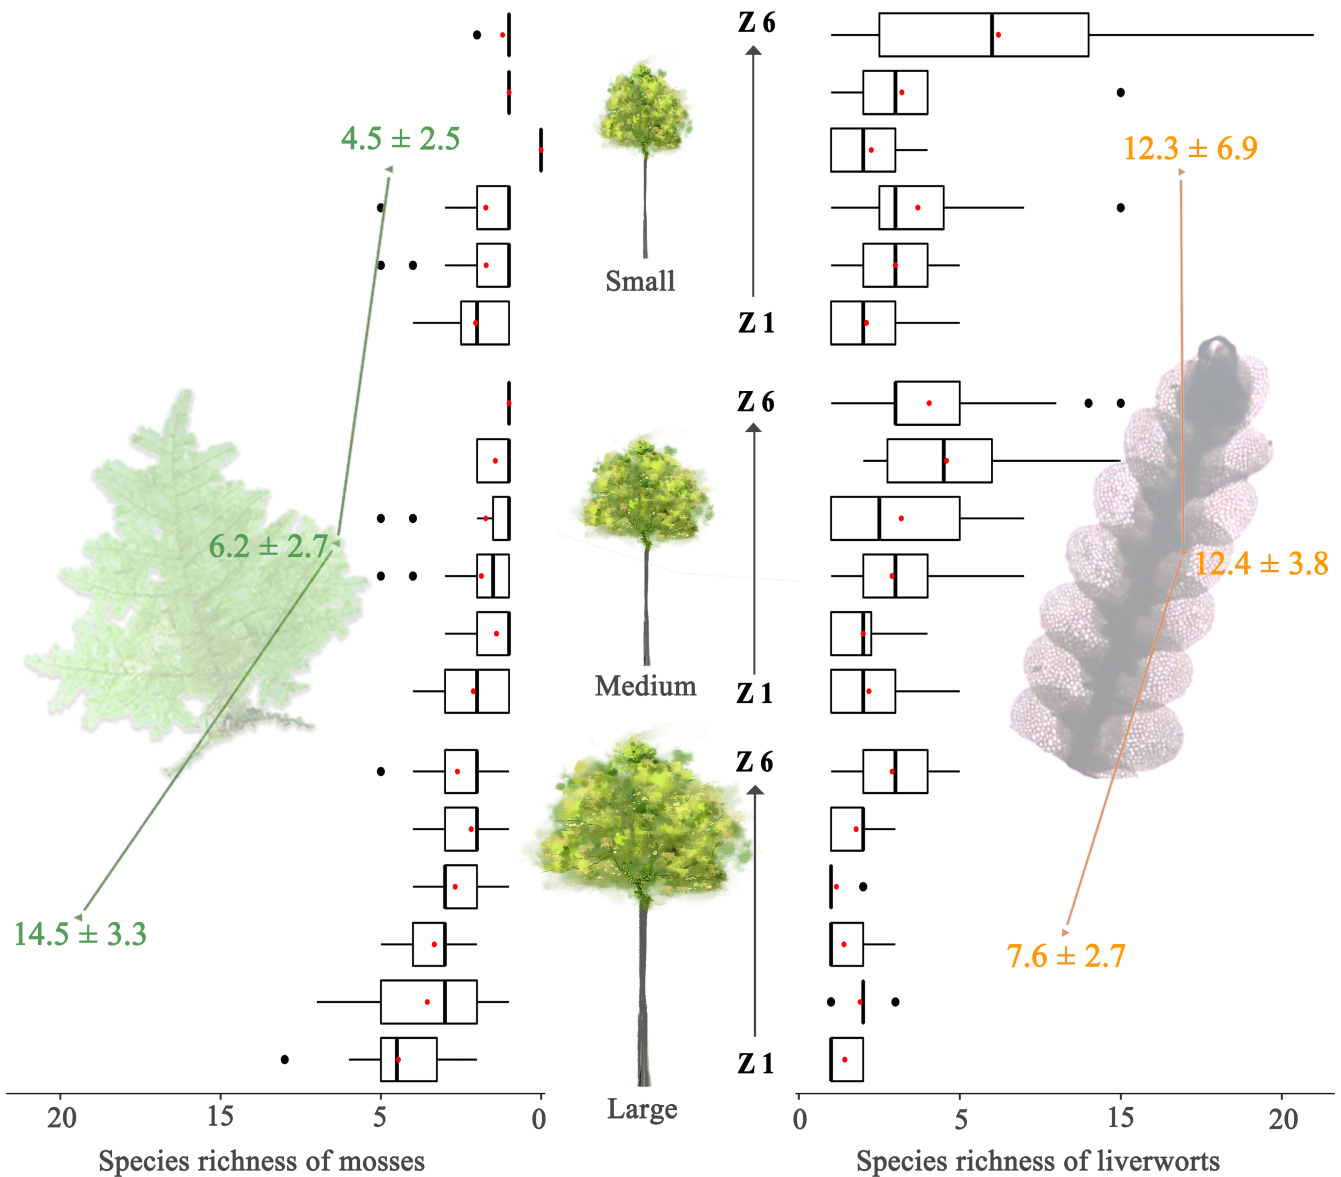 Z 6
4.5 ± 2.5
12.3 ± 6.9
Small
Z 1
Z 6
6.2 ± 2.7
12.4 ± 3.8
Medium
Z 1
Z 6
14.5 ± 3.3
7.6 ± 2.7
Z 1
Large
20 15 5 0
0 5 15 20
Species richness of mosses
Species richness of liverworts